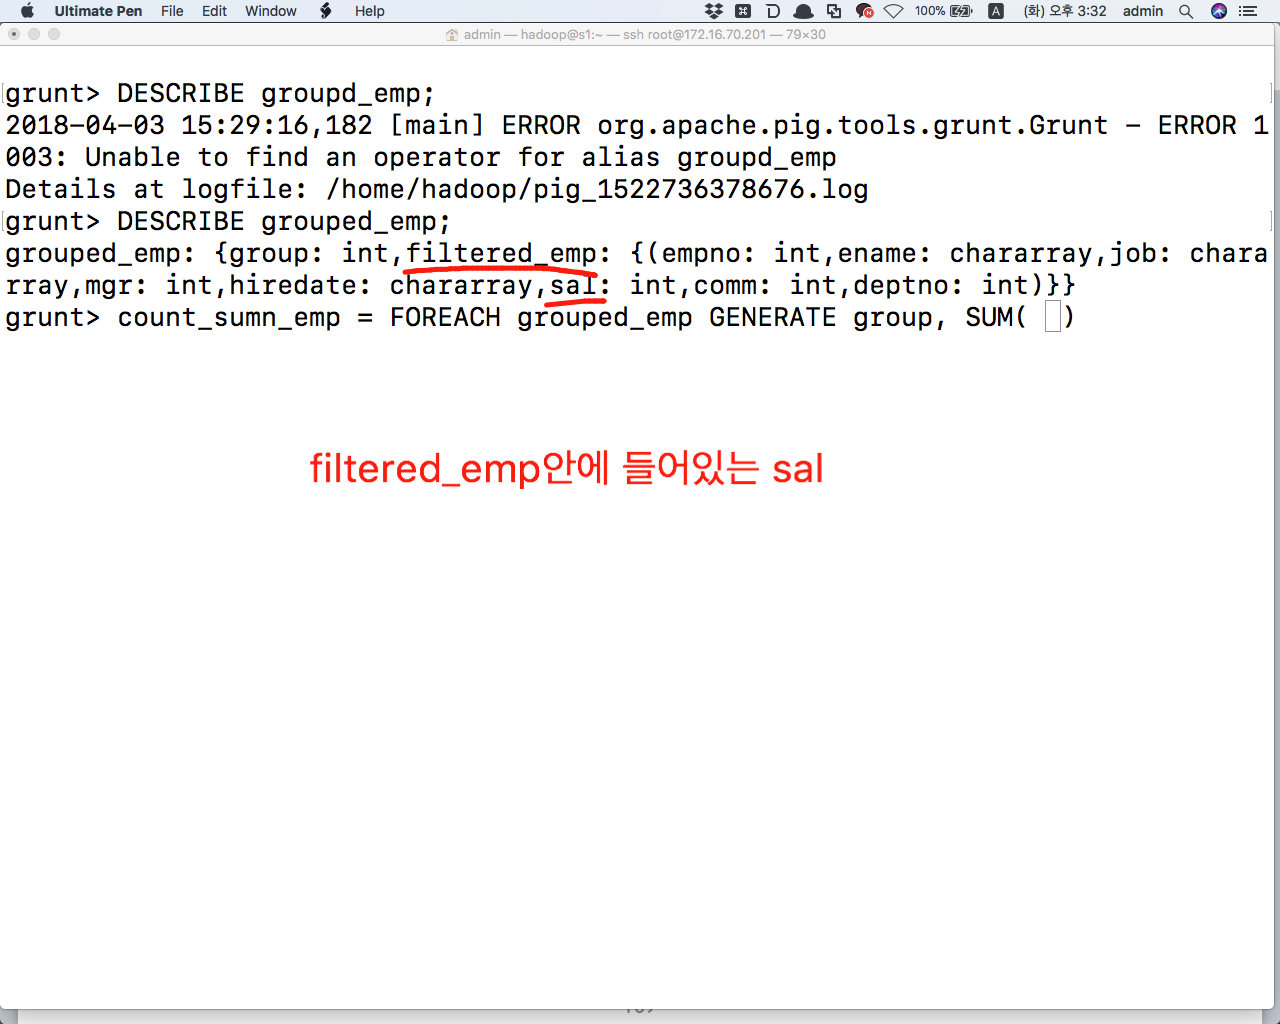 Ultimate Pen File Edit Window Help 100% A (화) 오후 3:32 admin
admin — hadoop@s1:~ — ssh root@172.16.70.201 — 79×30
grunt> DESCRIBE groupd_emp;
2018-04-03 15:29:16,182 [main] ERROR org.apache.pig.tools.grunt.Grunt - ERROR 1
003: Unable to find an operator for alias groupd_emp
Details at logfile: /home/hadoop/pig_1522736378676.log
grunt> DESCRIBE grouped_emp;
grouped_emp: {group: int,filtered_emp: {(empno: int,ename: chararray,job: chara
rray,mgr: int,hiredate: chararray,sal: int,comm: int,deptno: int)}}
grunt> count_sumn_emp = FOREACH grouped_emp GENERATE group, SUM( )
filtered_emp안에 들어있는 sal